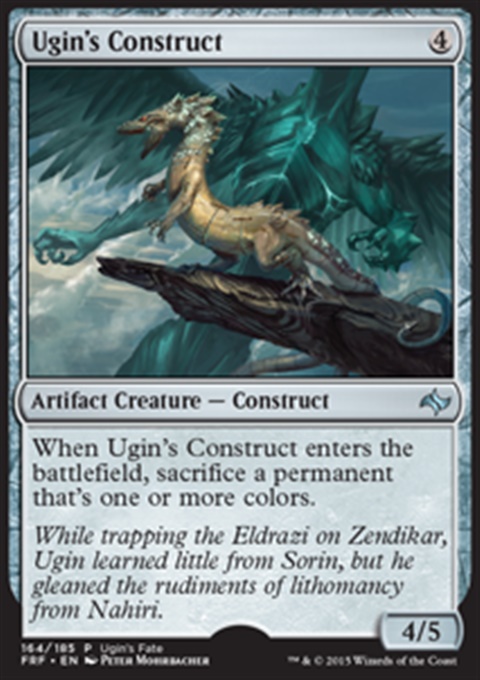 Ugin's Construct 4
Artifact Creature — Construct
When Ugin's Construct enters the
battlefield, sacrifice a permanent
that's one or more colors.
While trapping the Eldrazi on Zendikar,
Ugin learned little from Sorin, but he
gleaned the rudiments of lithomancy
from Nahiri.
4/5
164/185 P Ugin's Fate
FRF • EN Peter Mohrbacher
™ & © 2015 Wizards of the Coast